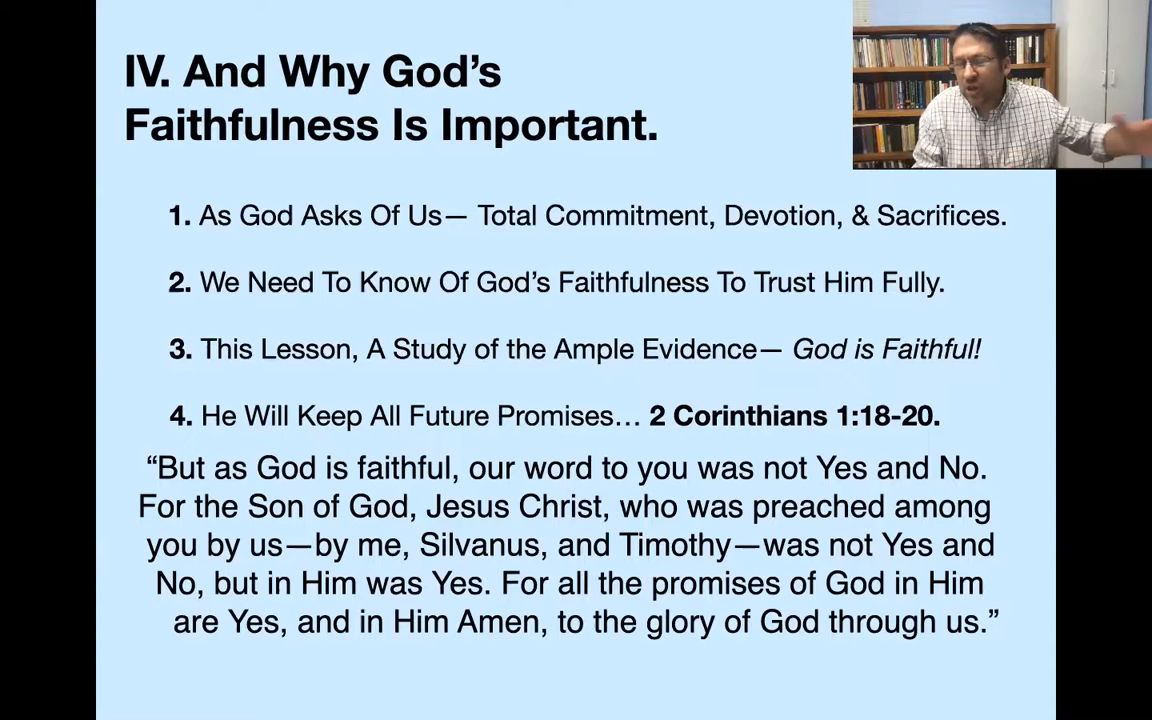 IV. And Why God’s
Faithfulness Is Important.
1. As God Asks Of Us— Total Commitment, Devotion, & Sacrifices.
2. We Need To Know Of God’s Faithfulness To Trust Him Fully.
3. This Lesson, A Study of the Ample Evidence— God is Faithful!
4. He Will Keep All Future Promises… 2 Corinthians 1:18-20.
“But as God is faithful, our word to you was not Yes and No.
For the Son of God, Jesus Christ, who was preached among
you by us—by me, Silvanus, and Timothy—was not Yes and
No, but in Him was Yes. For all the promises of God in Him
are Yes, and in Him Amen, to the glory of God through us.”